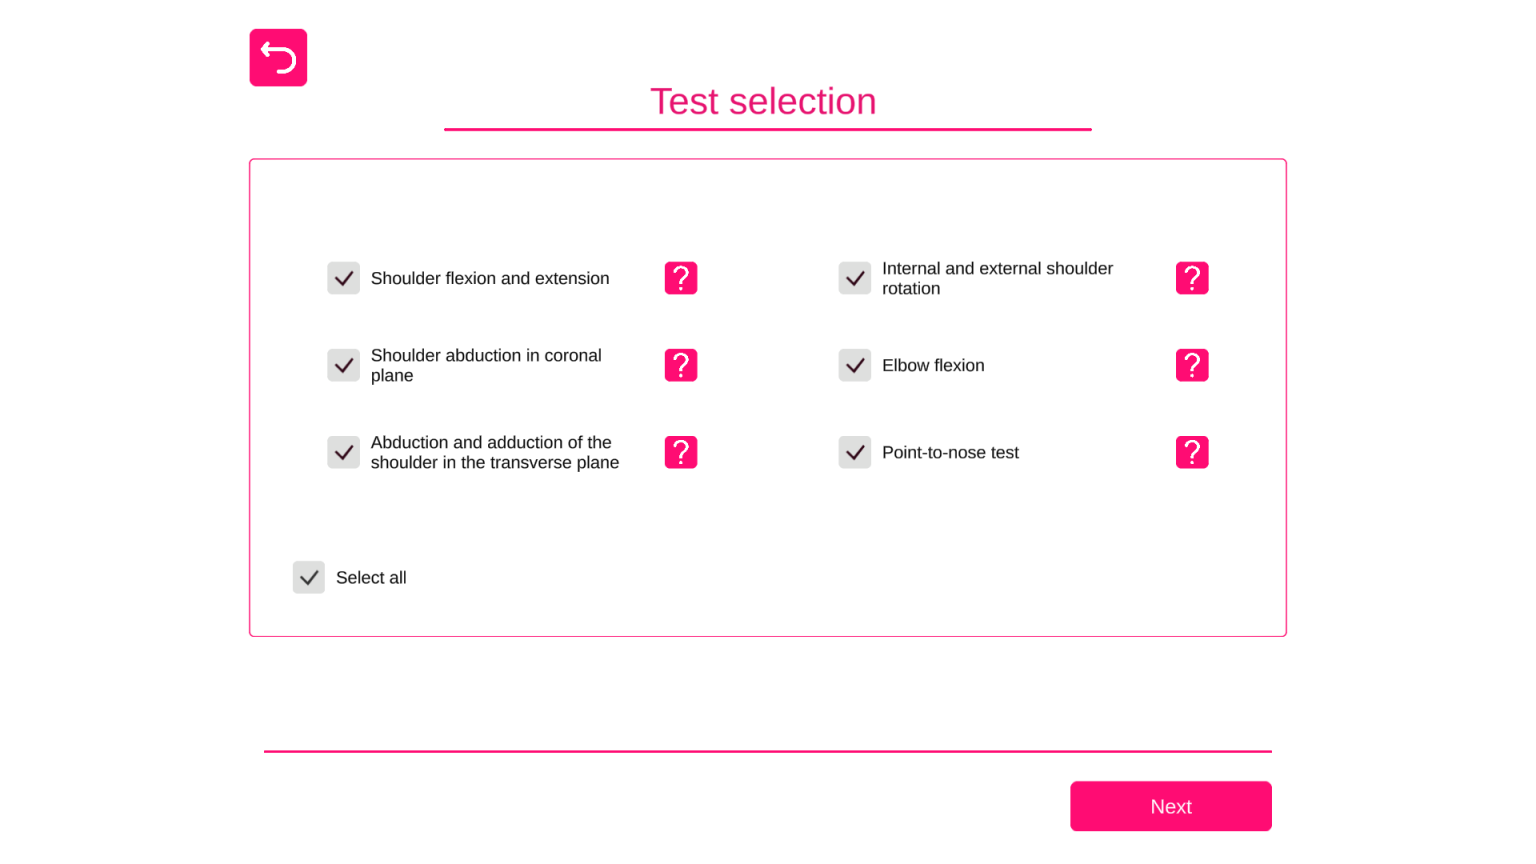 Test selection
Shoulder flexion and extension
?
Internal and external shoulder
rotation
?
Shoulder abduction in coronal
plane
?
Elbow flexion
?
Abduction and adduction of the
shoulder in the transverse plane
?
Point-to-nose test
?
Select all
Next